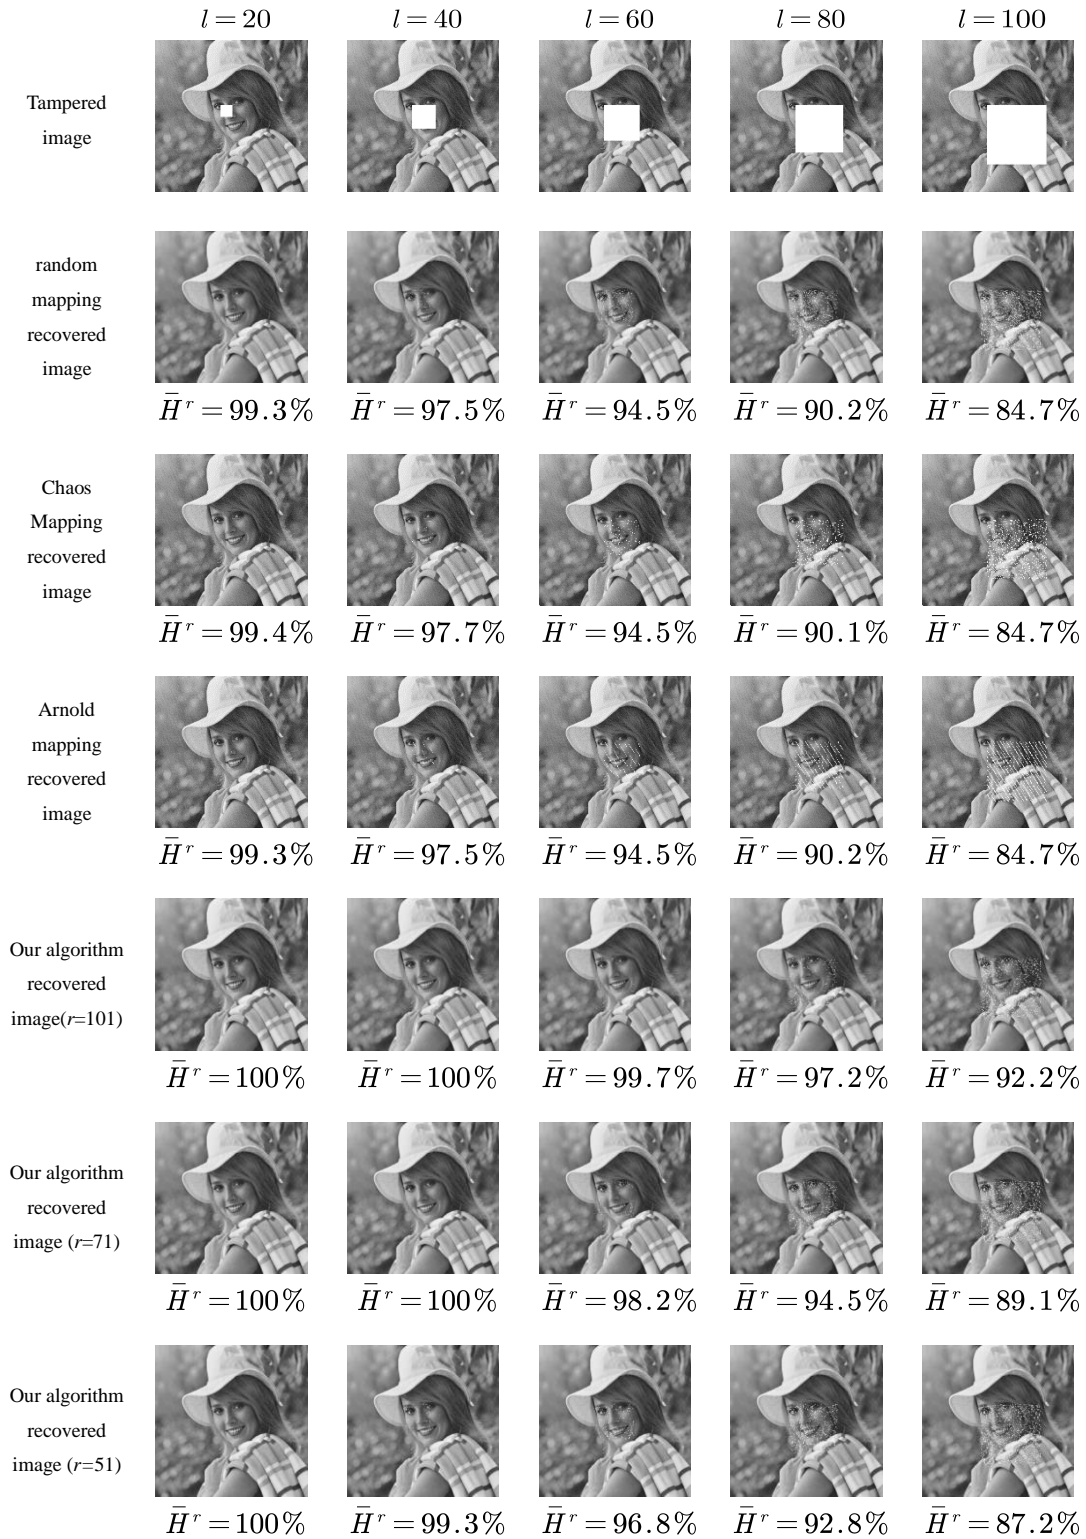 l = 20 l = 40 l = 60 l = 80 l = 100
Tampered
image
random
mapping
recovered
image
H̄ʳ = 99.3% H̄ʳ = 97.5% H̄ʳ = 94.5% H̄ʳ = 90.2% H̄ʳ = 84.7%
Chaos
Mapping
recovered
image
H̄ʳ = 99.4% H̄ʳ = 97.7% H̄ʳ = 94.5% H̄ʳ = 90.1% H̄ʳ = 84.7%
Arnold
mapping
recovered
image
H̄ʳ = 99.3% H̄ʳ = 97.5% H̄ʳ = 94.5% H̄ʳ = 90.2% H̄ʳ = 84.7%
Our algorithm
recovered
image(r=101)
H̄ʳ = 100% H̄ʳ = 100% H̄ʳ = 99.7% H̄ʳ = 97.2% H̄ʳ = 92.2%
Our algorithm
recovered
image (r=71)
H̄ʳ = 100% H̄ʳ = 100% H̄ʳ = 98.2% H̄ʳ = 94.5% H̄ʳ = 89.1%
Our algorithm
recovered
image (r=51)
H̄ʳ = 100% H̄ʳ = 99.3% H̄ʳ = 96.8% H̄ʳ = 92.8% H̄ʳ = 87.2%